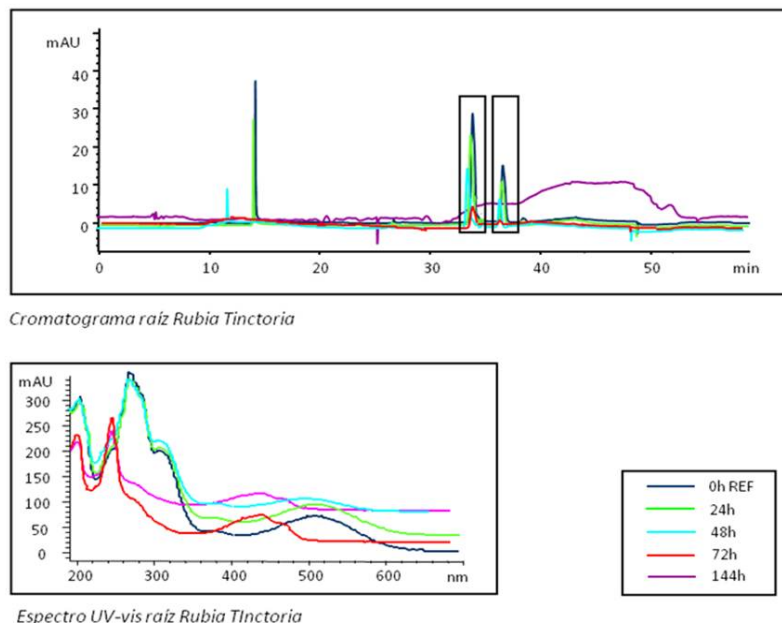 mAU
40
30
20
10
0
0 10 20 30 40 50 min
Cromatograma raíz Rubia Tinctoria
mAU
300
250
200
150
100
50
0
200 300 400 500 600 nm
Espectro UV-vis raíz Rubia TInctoria
0h REF
24h
48h
72h
144h